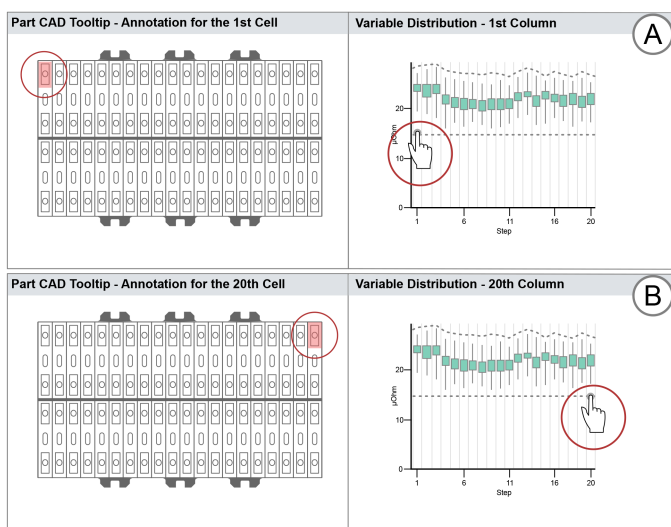 Part CAD Tooltip - Annotation for the 1st Cell
Variable Distribution - 1st Column
A
20
10
0
µOhm
1
6
11
16
20
Step
Part CAD Tooltip - Annotation for the 20th Cell
Variable Distribution - 20th Column
B
20
10
0
µOhm
1
6
11
16
20
Step